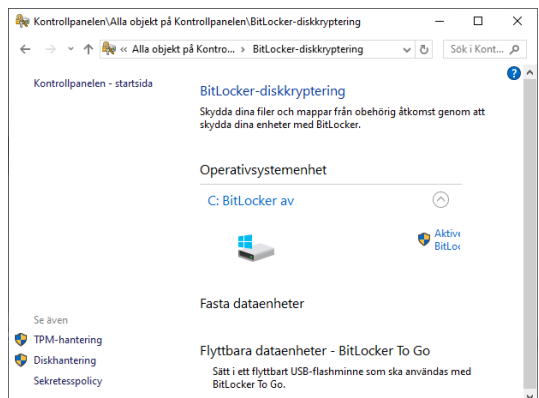 Kontrollpanelen\Alla objekt på Kontrollpanelen\BitLocker-diskkryptering
« Alla objekt på Kontro... › BitLocker-diskkryptering
Sök i Kont...
Kontrollpanelen - startsida
BitLocker-diskkryptering
Skydda dina filer och mappar från obehörig åtkomst genom att
skydda dina enheter med BitLocker.
Operativsystemenhet
C: BitLocker av
Fasta dataenheter
Flyttbara dataenheter - BitLocker To Go
Sätt i ett flyttbart USB-flashminne som ska användas med
BitLocker To Go.
Se även
TPM-hantering
Diskhantering
Sekretesspolicy